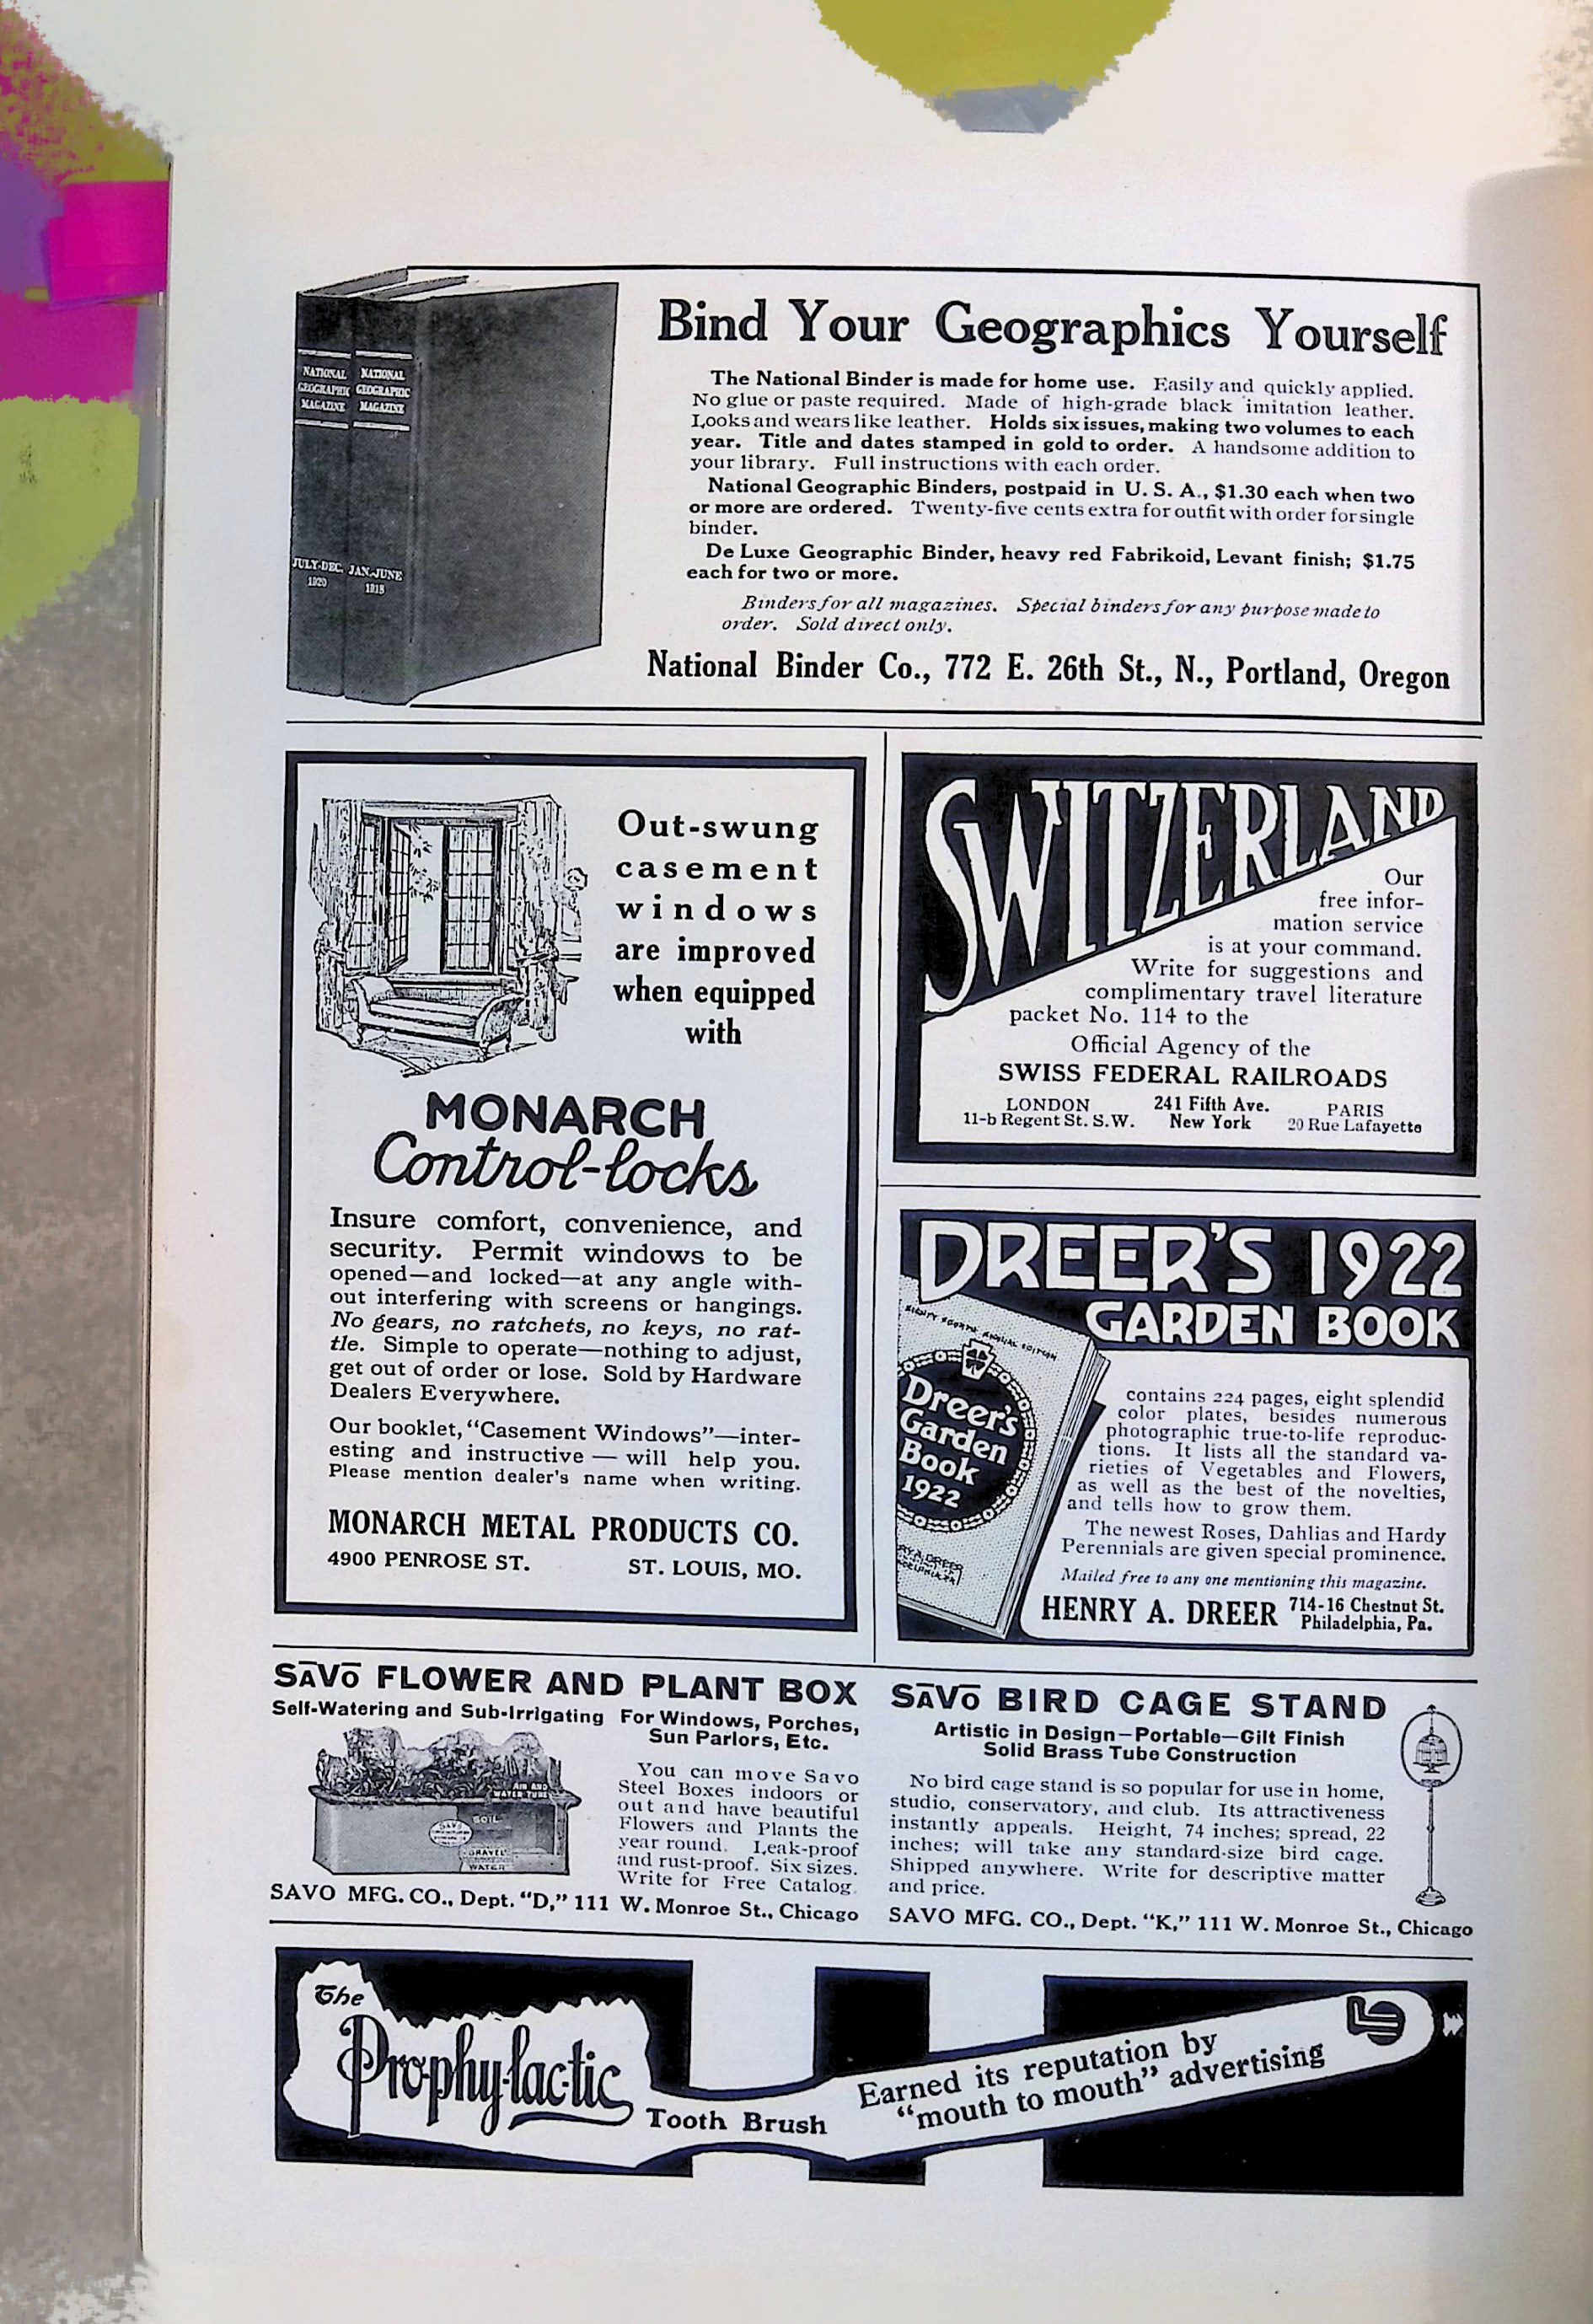 Bind Your Geographics Yourself
NATIONAL
GEOGRAPHIC
MAGAZINE
NATIONAL
GEOGRAPHIC
MAGAZINE
JULY-DEC.
1920
JAN.-JUNE
1918
The National Binder is made for home use. Easily and quickly applied.
No glue or paste required. Made of high-grade black imitation leather.
Looks and wears like leather. Holds six issues, making two volumes to each
year. Title and dates stamped in gold to order. A handsome addition to
your library. Full instructions with each order.
National Geographic Binders, postpaid in U. S. A., $1.30 each when two
or more are ordered. Twenty-five cents extra for outfit with order for single
binder.
De Luxe Geographic Binder, heavy red Fabrikoid, Levant finish; $1.75
each for two or more.
Binders for all magazines. Special binders for any purpose made to
order. Sold direct only.
National Binder Co., 772 E. 26th St., N., Portland, Oregon
Out-swung
casement
windows
are improved
when equipped
with
MONARCH
Control-locks
Insure comfort, convenience, and
security. Permit windows to be
opened—and locked—at any angle with-
out interfering with screens or hangings.
No gears, no ratchets, no keys, no rat-
tle. Simple to operate—nothing to adjust,
get out of order or lose. Sold by Hardware
Dealers Everywhere.
Our booklet, "Casement Windows"—inter-
esting and instructive — will help you.
Please mention dealer's name when writing.
MONARCH METAL PRODUCTS CO.
4900 PENROSE ST. ST. LOUIS, MO.
SWITZERLAND
Our
free infor-
mation service
is at your command.
Write for suggestions and
complimentary travel literature
packet No. 114 to the
Official Agency of the
SWISS FEDERAL RAILROADS
LONDON
11-b Regent St. S.W.
241 Fifth Ave.
New York
PARIS
20 Rue Lafayette
DREER'S 1922
GARDEN BOOK
EIGHTY FOURTH ANNUAL EDITION
Dreer's
Garden
Book
1922
contains 224 pages, eight splendid
color plates, besides numerous
photographic true-to-life reproduc-
tions. It lists all the standard va-
rieties of Vegetables and Flowers,
as well as the best of the novelties,
and tells how to grow them.
The newest Roses, Dahlias and Hardy
Perennials are given special prominence.
Mailed free to any one mentioning this magazine.
HENRY A. DREER 714-16 Chestnut St.
Philadelphia, Pa.
SāVō FLOWER AND PLANT BOX
Self-Watering and Sub-Irrigating For Windows, Porches,
Sun Parlors, Etc.
AIR AND
WATER TUBE
SOIL
SAVO
GRAVEL
WATER
You can move Savo
Steel Boxes indoors or
out and have beautiful
Flowers and Plants the
year round. Leak-proof
and rust-proof. Six sizes.
Write for Free Catalog.
SAVO MFG. CO., Dept. "D," 111 W. Monroe St., Chicago
SāVō BIRD CAGE STAND
Artistic in Design—Portable—Gilt Finish
Solid Brass Tube Construction
No bird cage stand is so popular for use in home,
studio, conservatory, and club. Its attractiveness
instantly appeals. Height, 74 inches; spread, 22
inches; will take any standard-size bird cage.
Shipped anywhere. Write for descriptive matter
and price.
SAVO MFG. CO., Dept. "K," 111 W. Monroe St., Chicago
The
Pro-phy-lac-tic
Tooth Brush
Earned its reputation by
"mouth to mouth" advertising